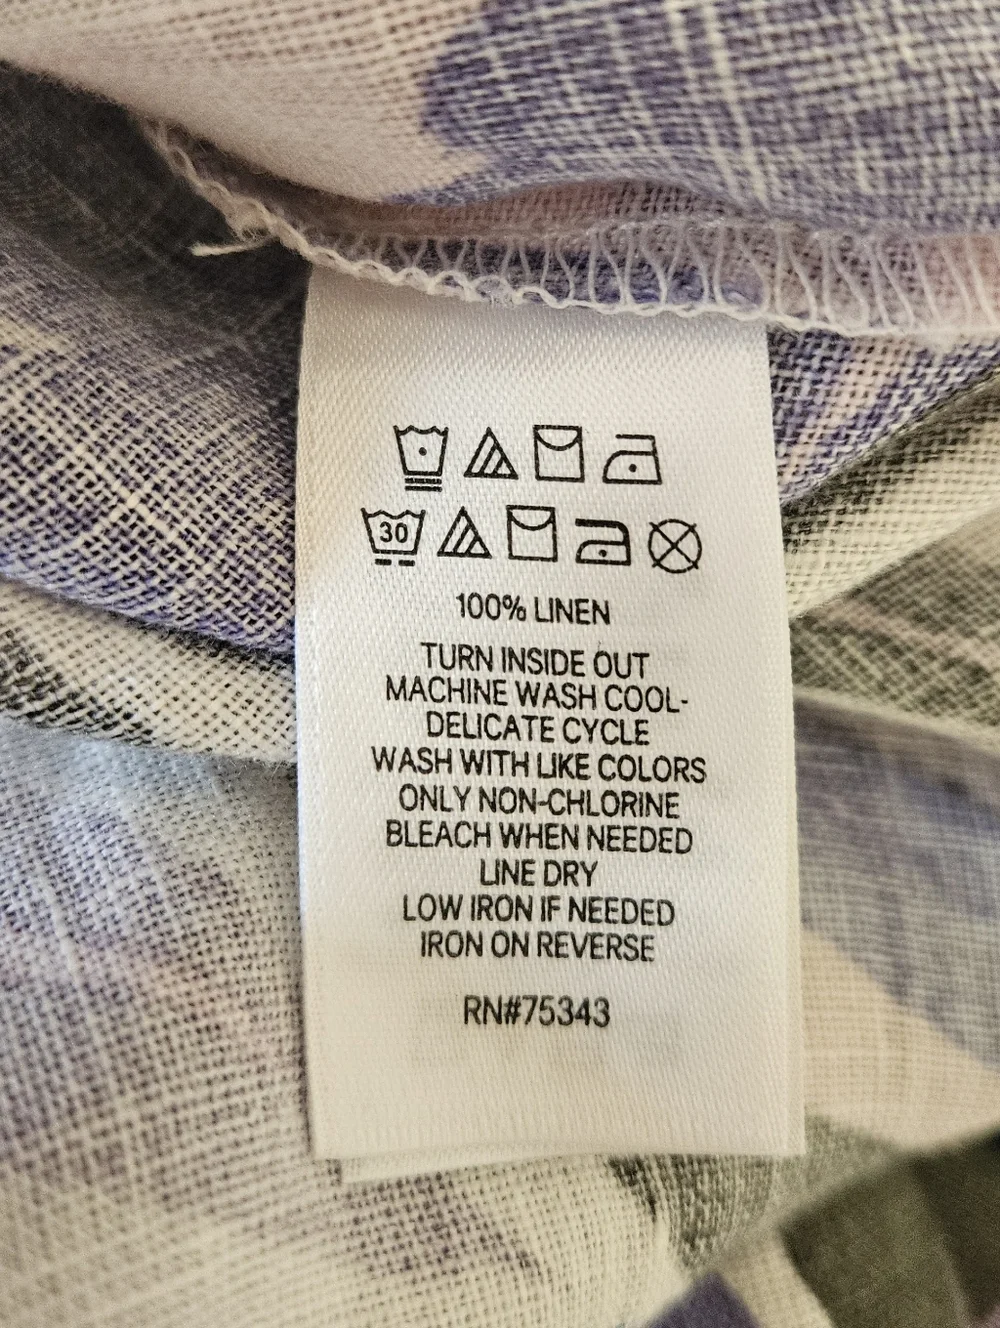 30
100% LINEN
TURN INSIDE OUT
MACHINE WASH COOL-
DELICATE CYCLE
WASH WITH LIKE COLORS
ONLY NON-CHLORINE
BLEACH WHEN NEEDED
LINE DRY
LOW IRON IF NEEDED
IRON ON REVERSE
RN#75343